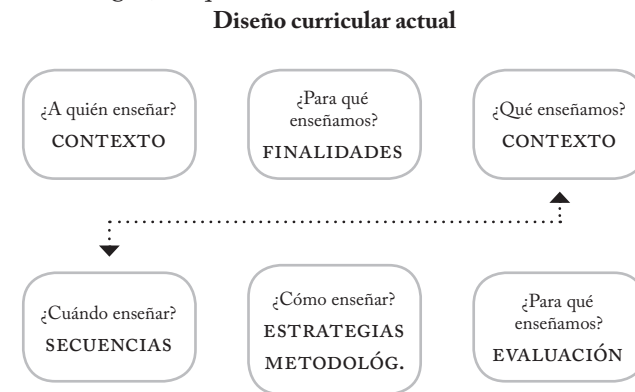 Diseño curricular actual
¿A quién enseñar?
CONTEXTO
¿Para qué
enseñamos?
FINALIDADES
¿Qué enseñamos?
CONTEXTO
¿Cuándo enseñar?
SECUENCIAS
¿Cómo enseñar?
ESTRATEGIAS
METODOLÓG.
¿Para qué
enseñamos?
EVALUACIÓN